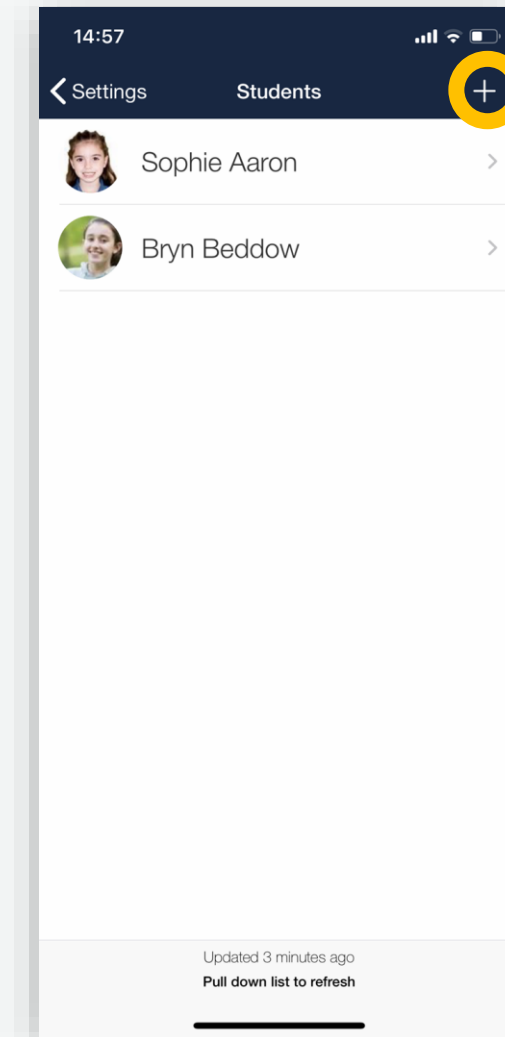 14:57
Settings Students +
Sophie Aaron
Bryn Beddow
Updated 3 minutes ago
Pull down list to refresh